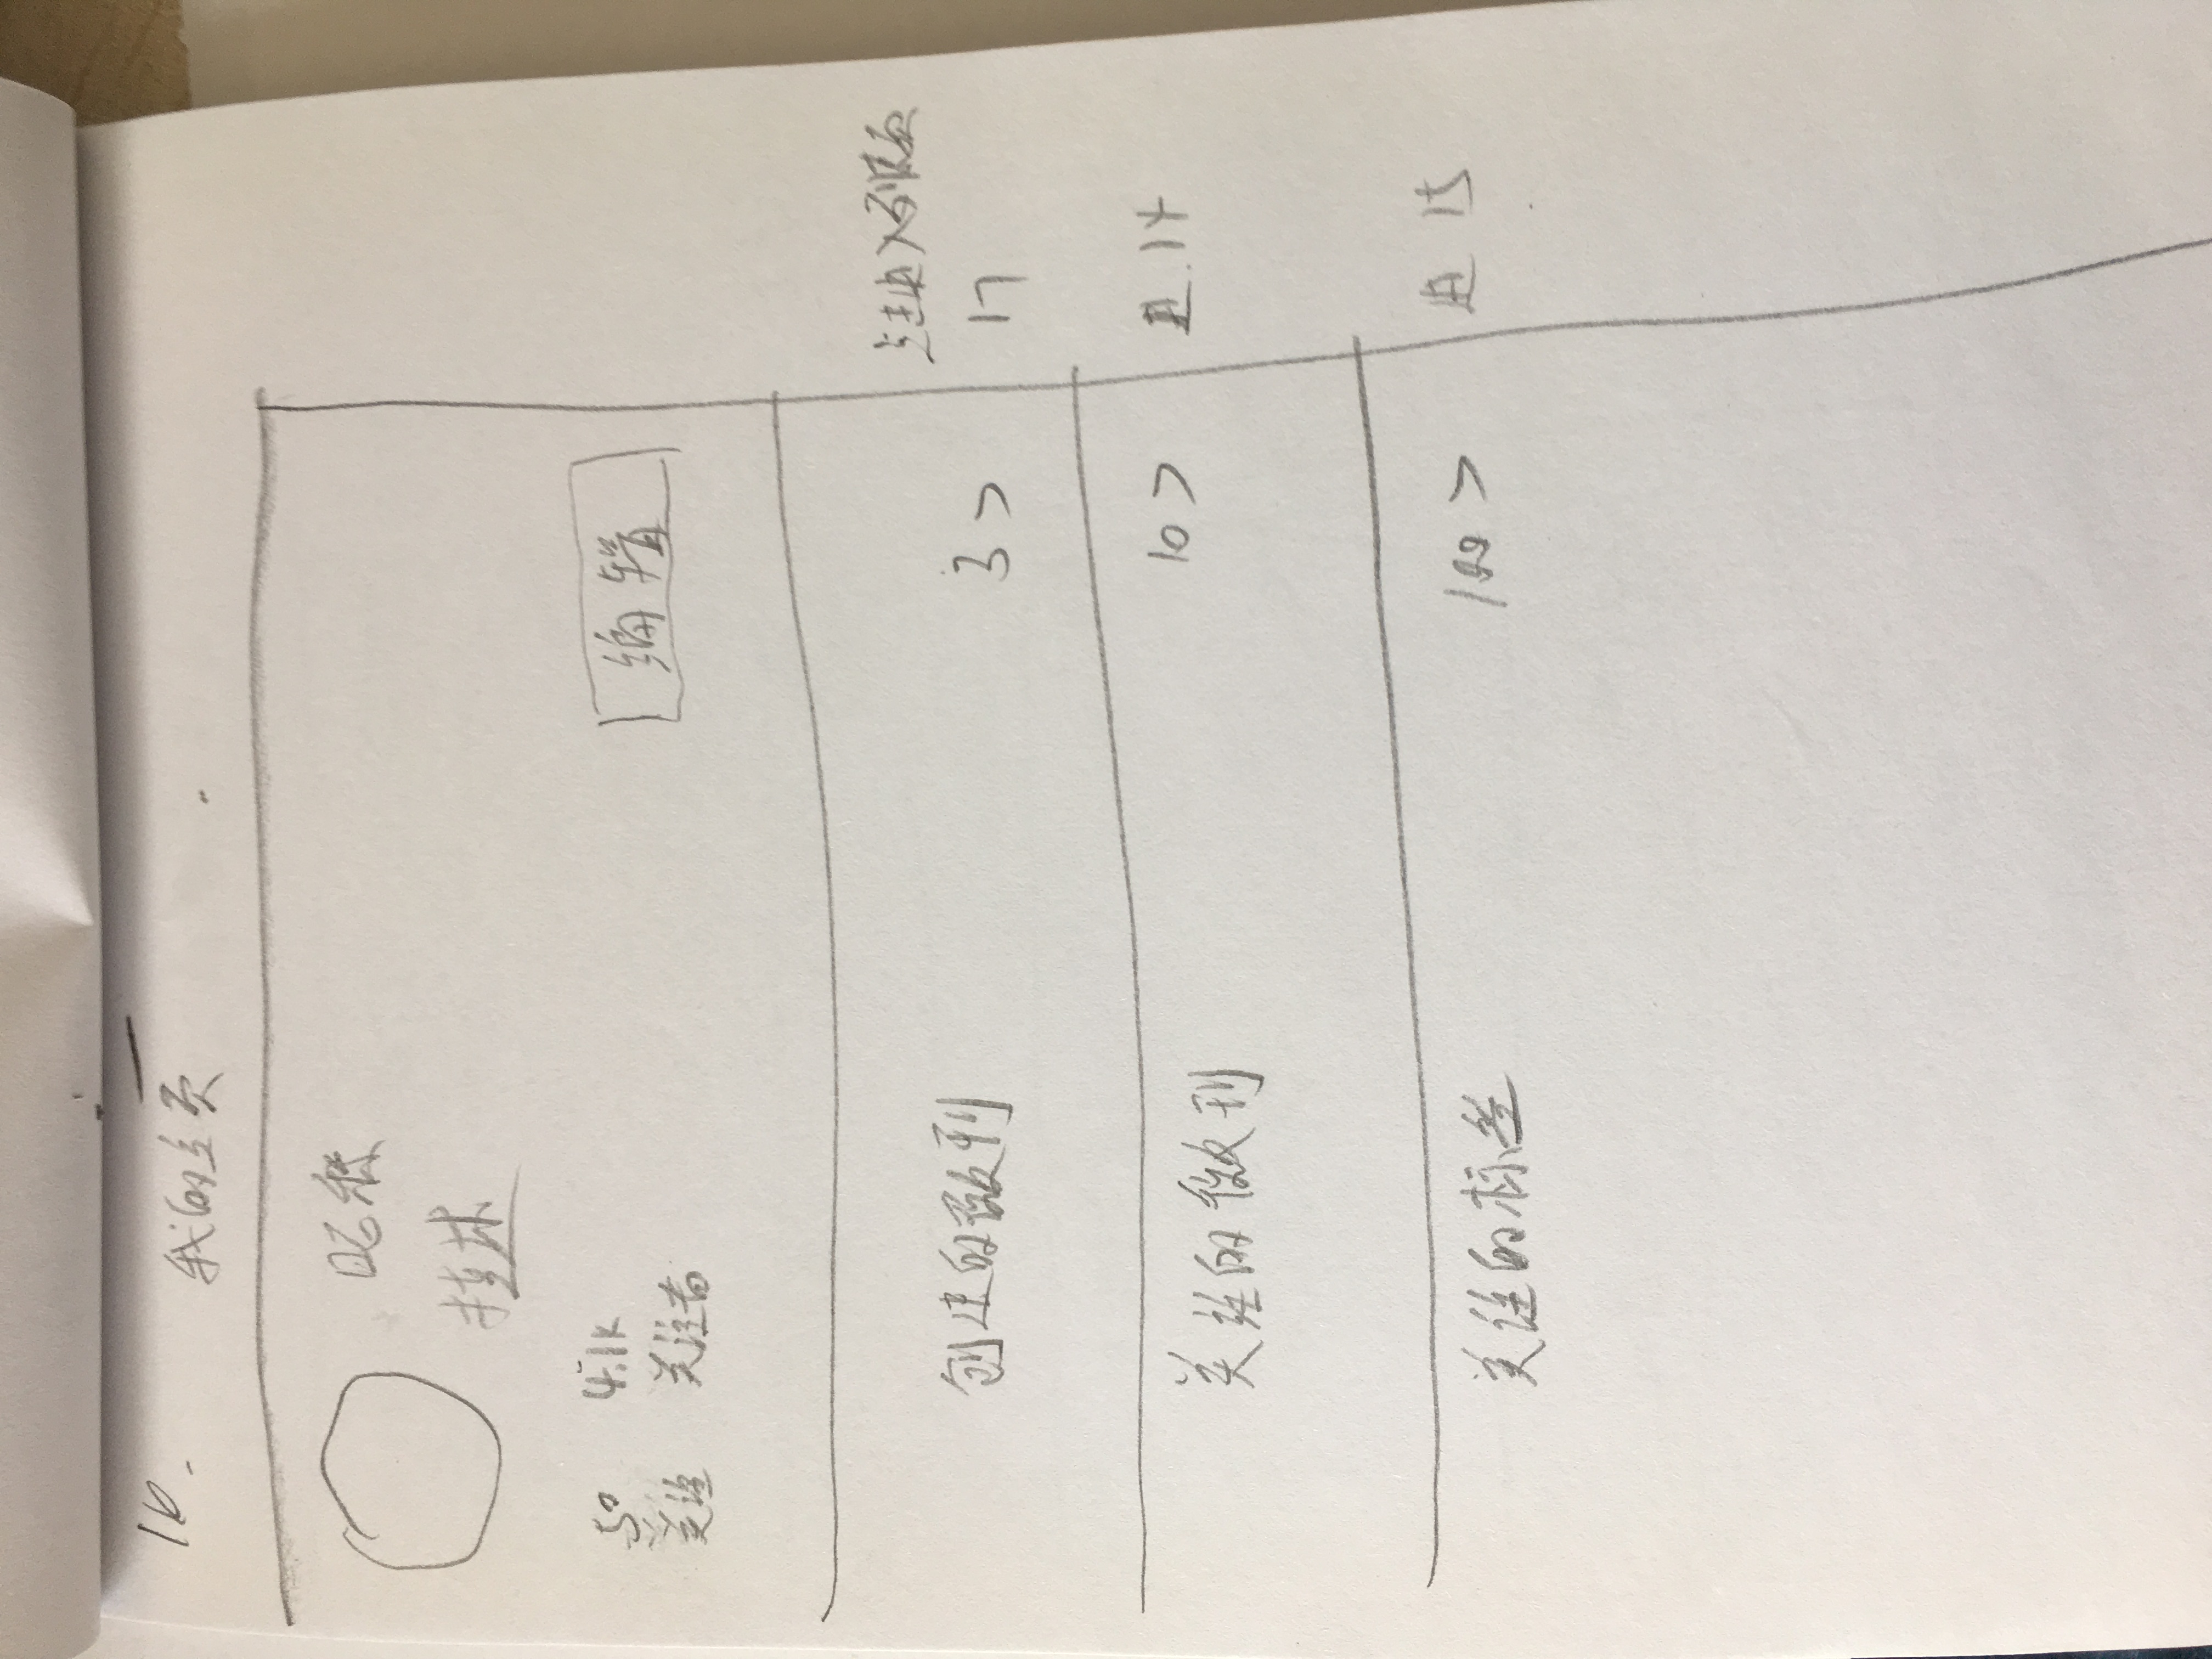 16.
我的主页
昵称
描述
50 4.1k
关注 关注者
编辑
点击进入列表页
创建的微刊 3 > 17
关注的微刊 10 > 进.14
关注的标签 100 > 进 15